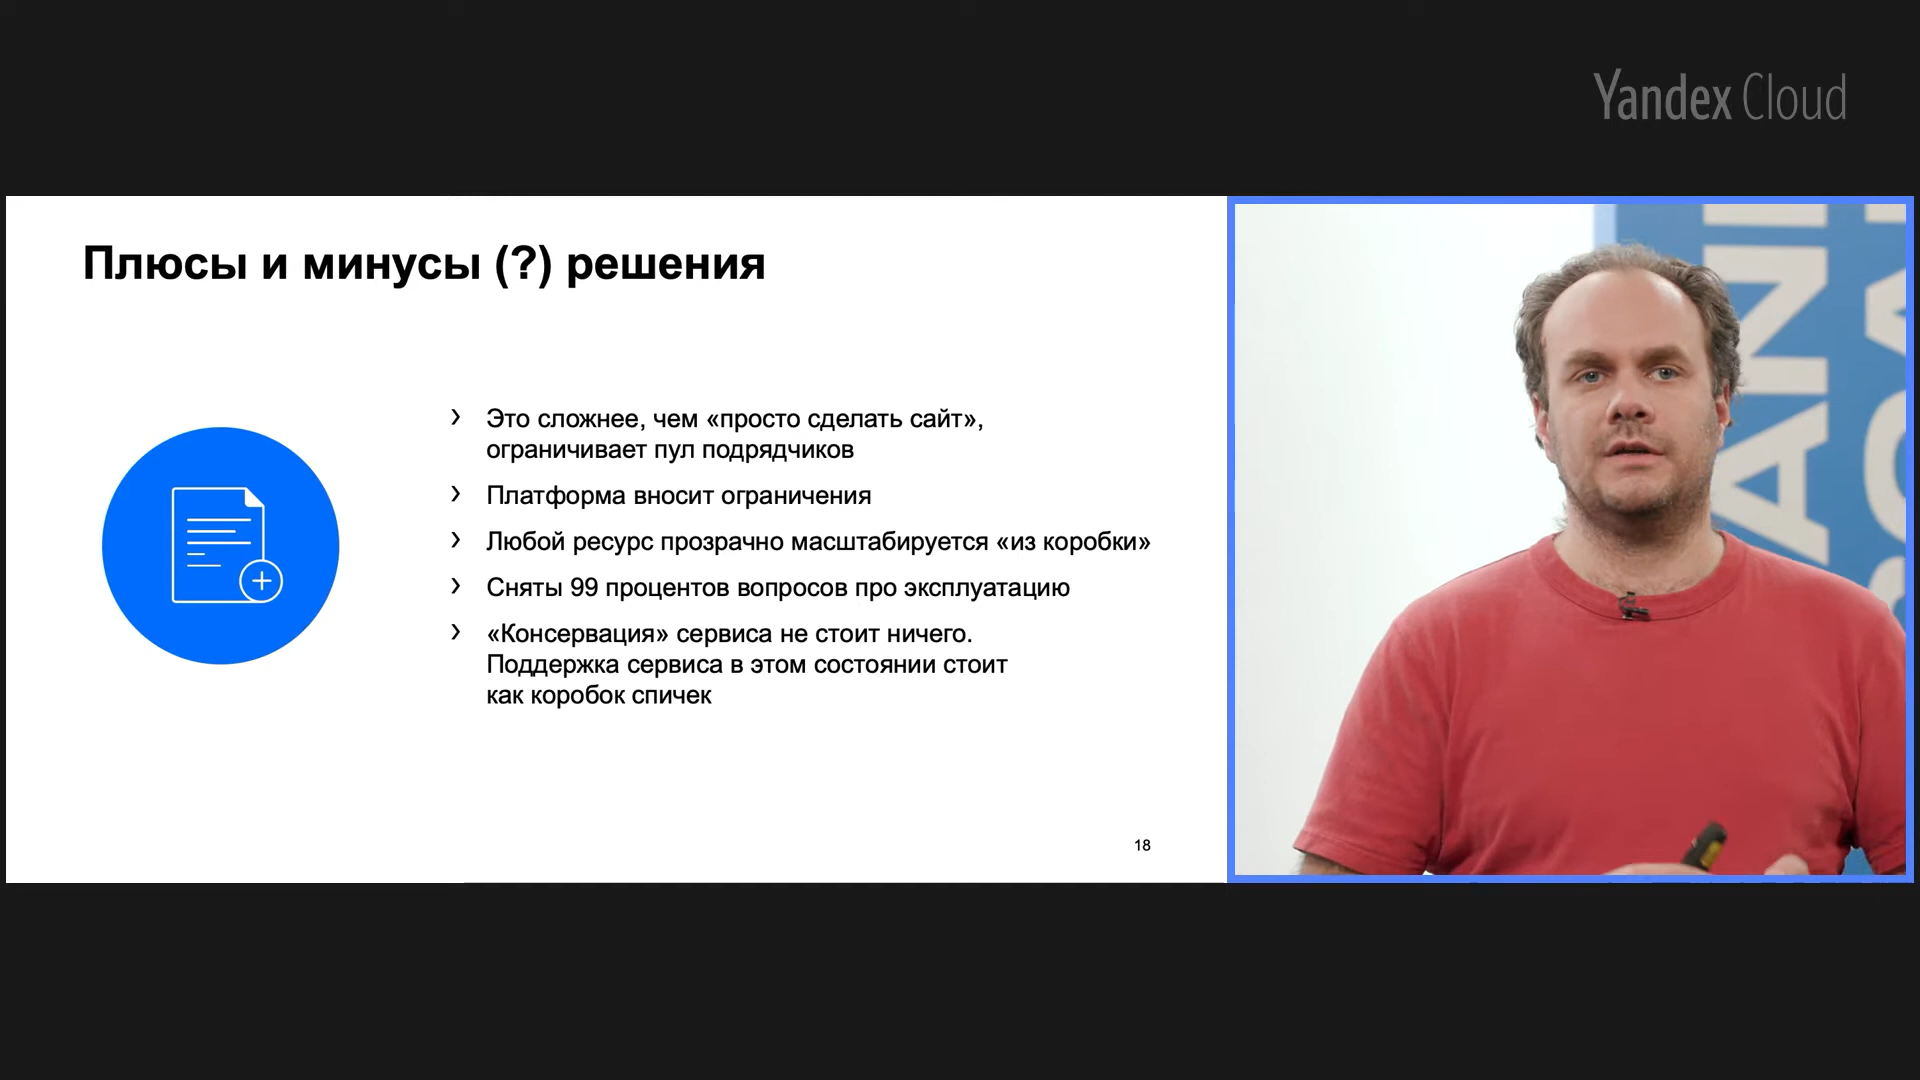 Yandex Cloud
Плюсы и минусы (?) решения
› Это сложнее, чем «просто сделать сайт»,
ограничивает пул подрядчиков
› Платформа вносит ограничения
› Любой ресурс прозрачно масштабируется «из коробки»
› Сняты 99 процентов вопросов про эксплуатацию
› «Консервация» сервиса не стоит ничего.
Поддержка сервиса в этом состоянии стоит
как коробок спичек
18